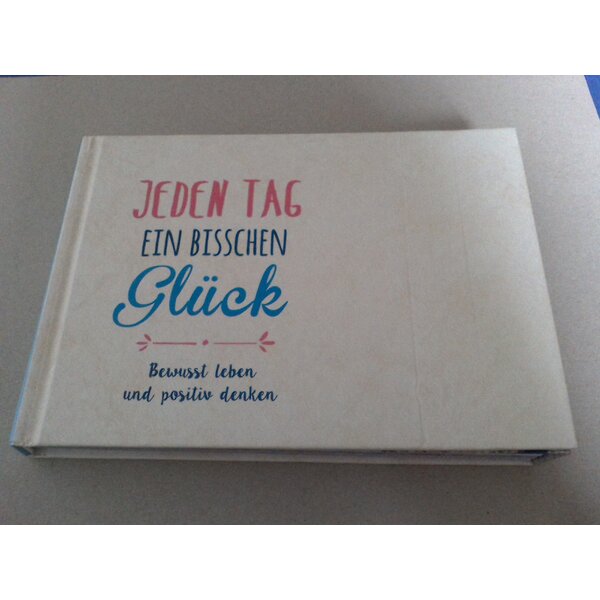 JEDEN TAG
EIN BISSCHEN
Glück
Bewusst leben
und positiv denken